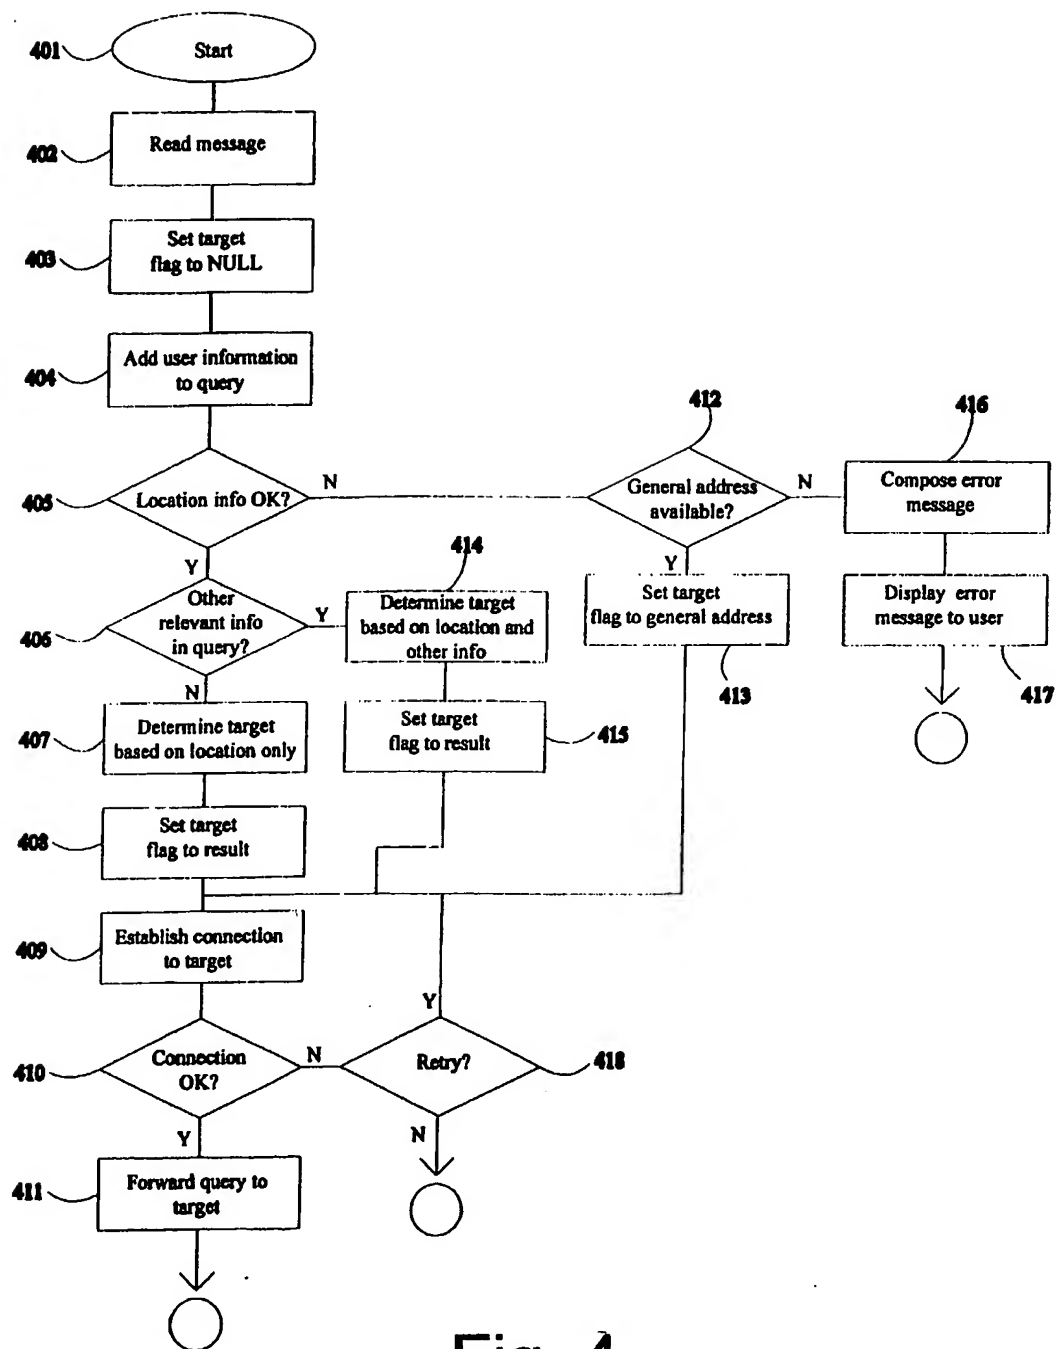 401
Start
402
Read message
403
Set target
flag to NULL
404
Add user information
to query
405
Location info OK?
N
Y
412
General address
available?
N
Y
416
Compose error
message
414
406
Other
relevant info
in query?
Y
N
Determine target
based on location and
other info
Set target
flag to general address
413
Display error
message to user
417
407
Determine target
based on location only
Set target
flag to result
415
408
Set target
flag to result
409
Establish connection
to target
Y
410
Connection
OK?
N
Y
Retry?
418
N
411
Forward query to
target
Fig. 4